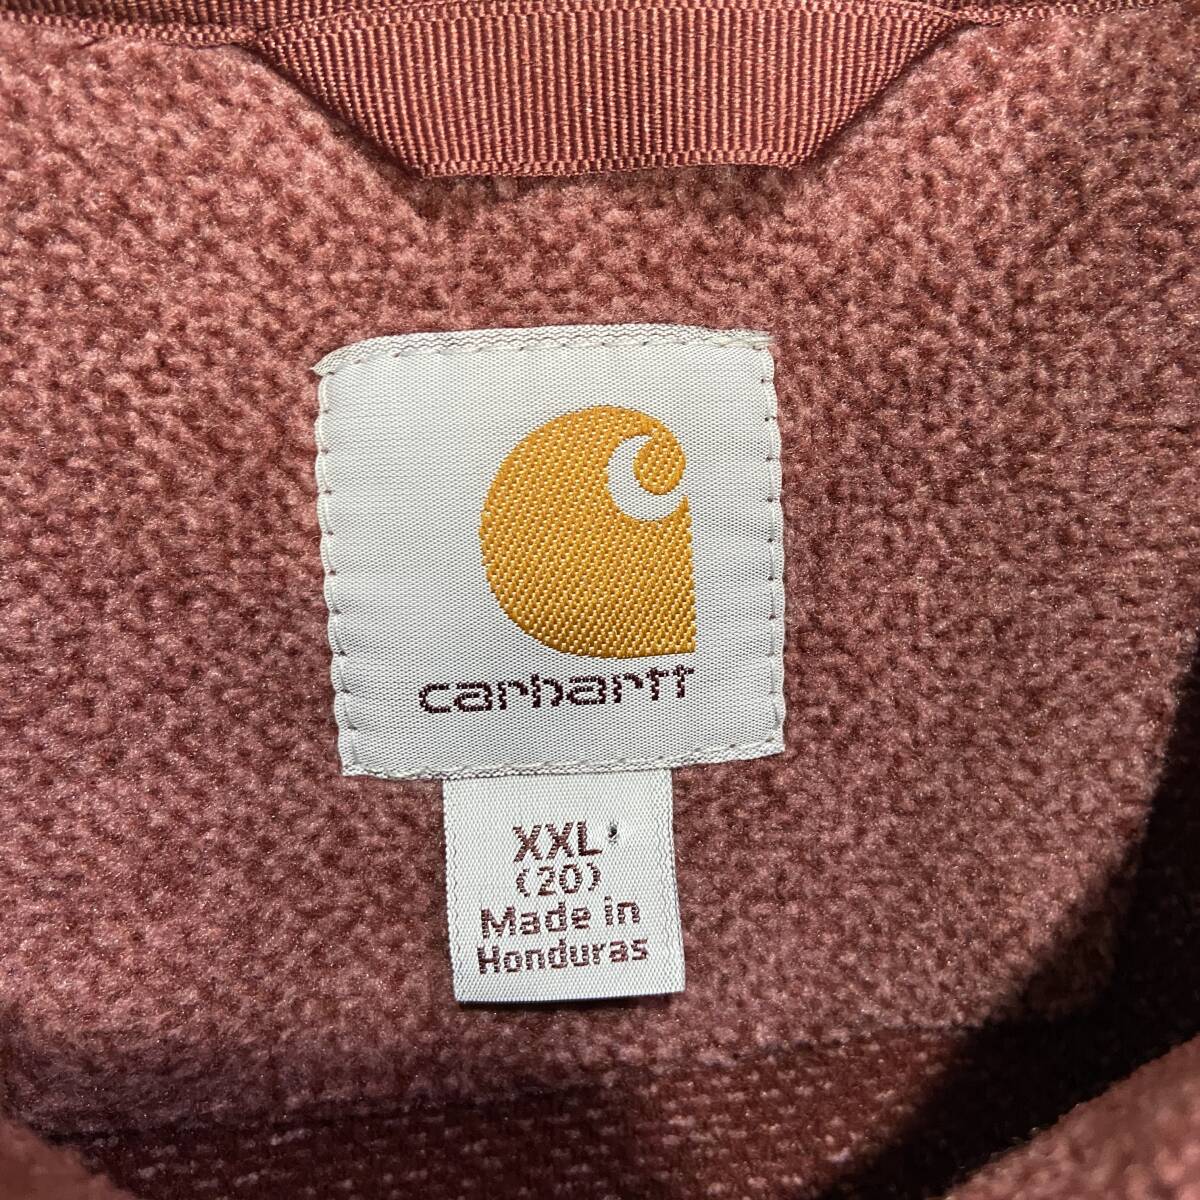 carhartt
XXL
(20)
Made in
Honduras